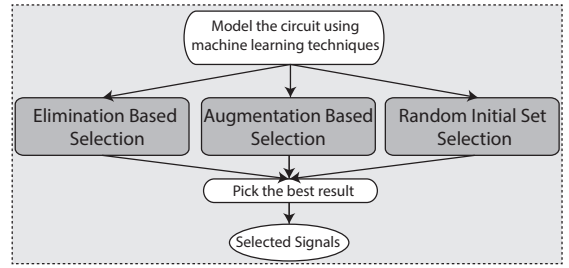 Model the circuit using
machine learning techniques
Elimination Based
Selection
Augmentation Based
Selection
Random Initial Set
Selection
Pick the best result
Selected Signals